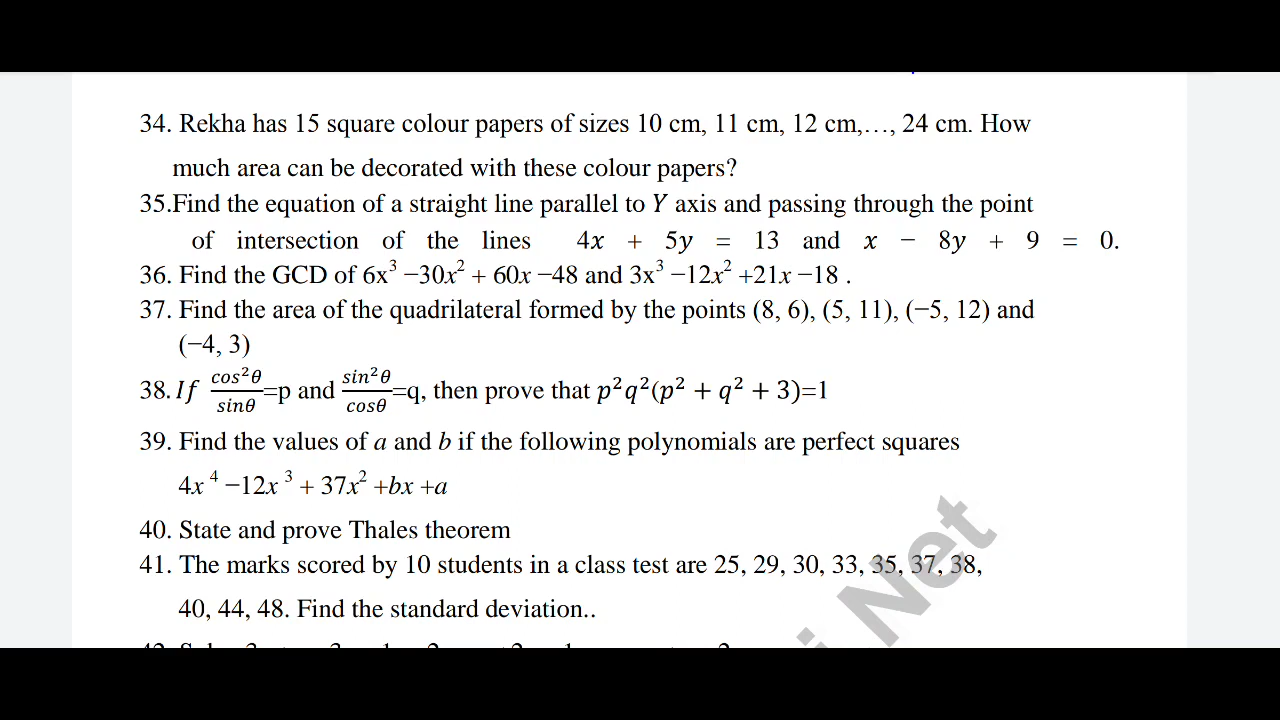 34. Rekha has 15 square colour papers of sizes 10 cm, 11 cm, 12 cm,…, 24 cm. How
much area can be decorated with these colour papers?
35.Find the equation of a straight line parallel to Y axis and passing through the point
of intersection of the lines 4x + 5y = 13 and x − 8y + 9 = 0.
36. Find the GCD of 6x³ −30x² + 60x −48 and 3x³ −12x² +21x −18 .
37. Find the area of the quadrilateral formed by the points (8, 6), (5, 11), (−5, 12) and
(−4, 3)
38. If cos²θ/sinθ=p and sin²θ/cosθ=q, then prove that p²q²(p² + q² + 3)=1
39. Find the values of a and b if the following polynomials are perfect squares
4x ⁴ −12x ³ + 37x² +bx +a
40. State and prove Thales theorem
41. The marks scored by 10 students in a class test are 25, 29, 30, 33, 35, 37, 38,
40, 44, 48. Find the standard deviation..
Net